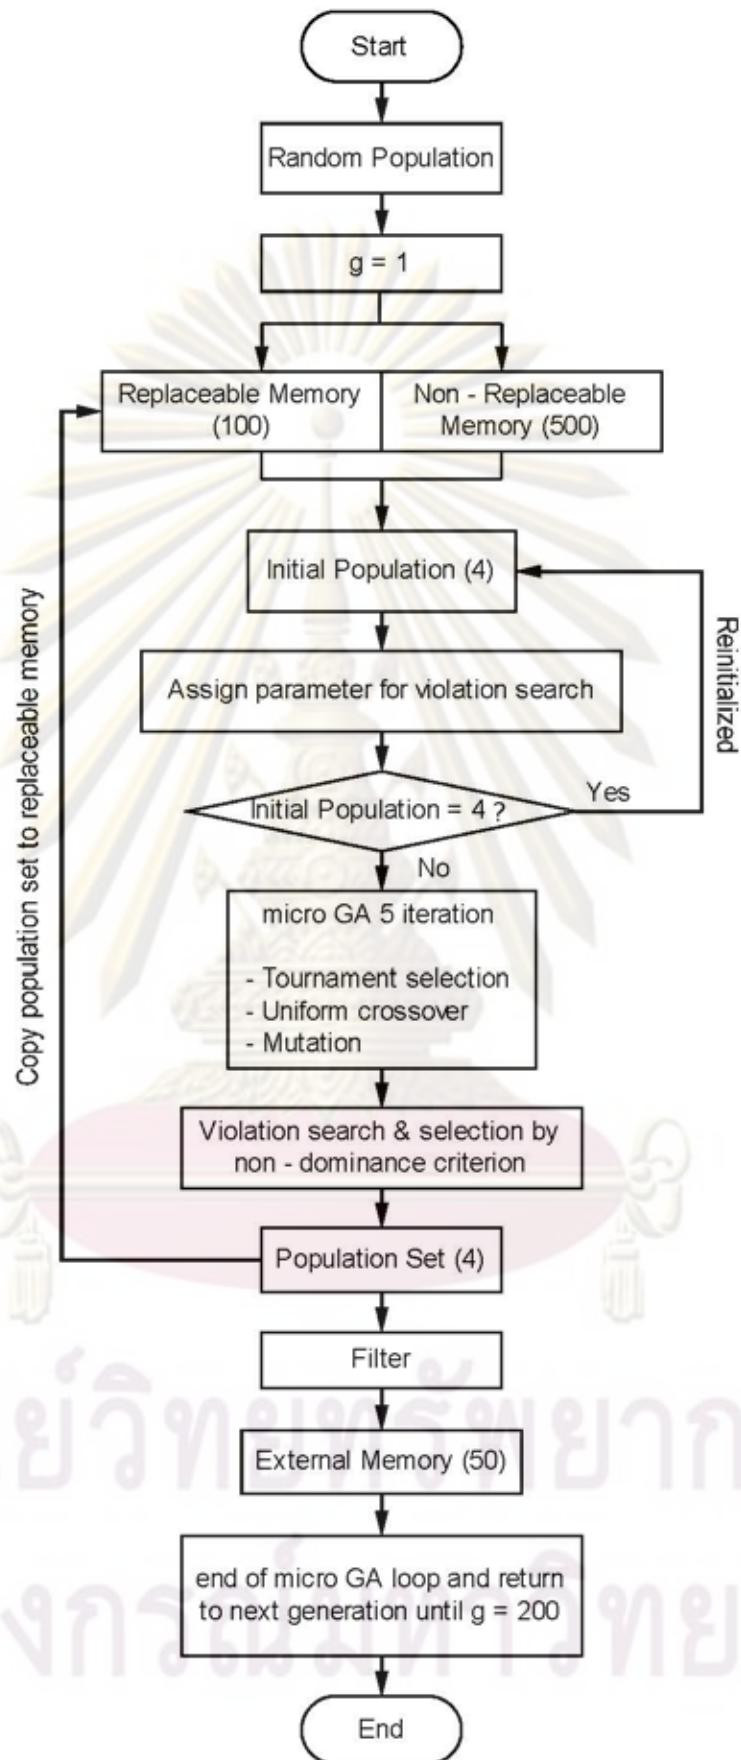 Start
Random Population
g = 1
Replaceable Memory
(100)
Non - Replaceable
Memory (500)
Initial Population (4)
Assign parameter for violation search
Initial Population = 4 ?
Yes
Reinitialized
No
micro GA 5 iteration
- Tournament selection
- Uniform crossover
- Mutation
Violation search & selection by
non - dominance criterion
Population Set (4)
Copy population set to replaceable memory
Filter
External Memory (50)
end of micro GA loop and return
to next generation until g = 200
End